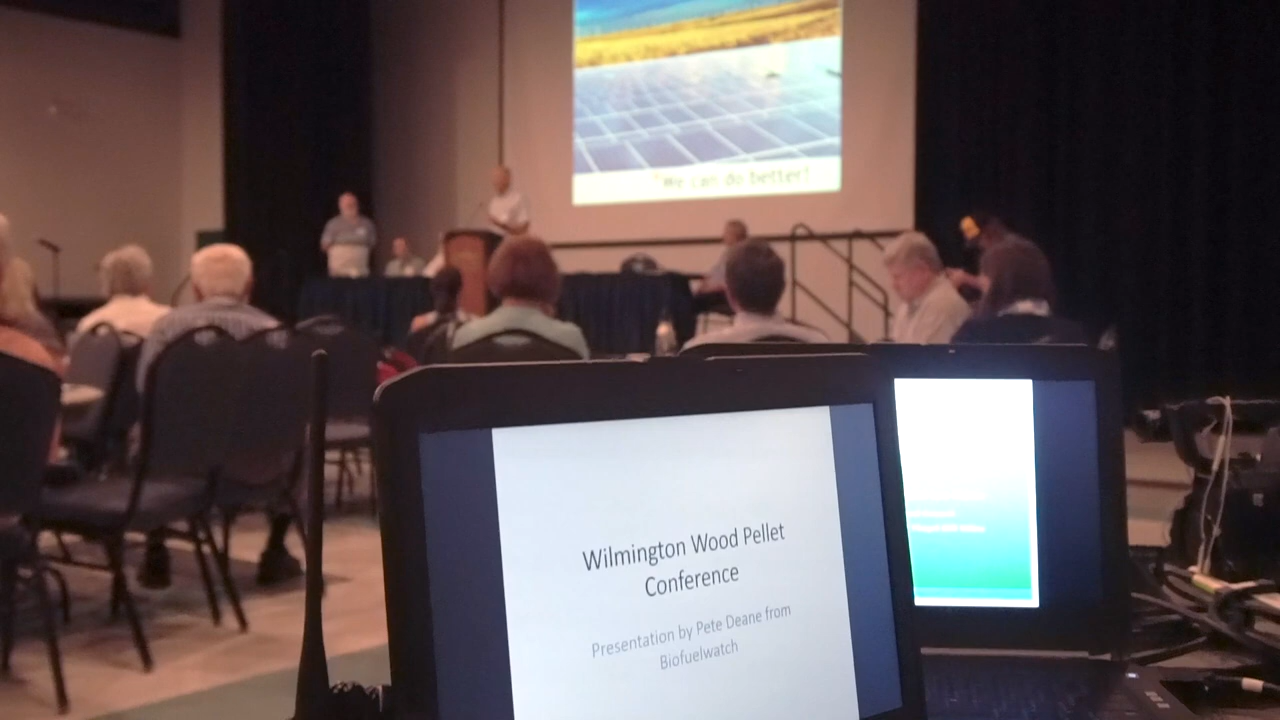 "We can do better!
Wilmington Wood Pellet
Conference
Presentation by Pete Deane from
Biofuelwatch